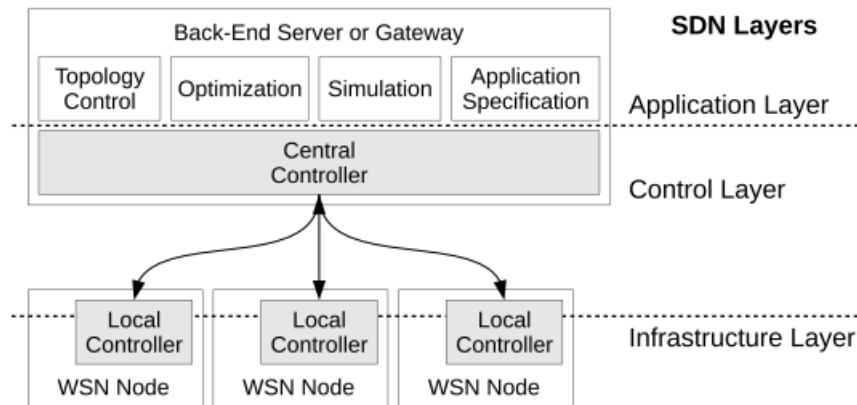 Back-End Server or Gateway
SDN Layers
Topology
Control
Optimization
Simulation
Application
Specification
Application Layer
Central
Controller
Control Layer
Local
Controller
WSN Node
Local
Controller
WSN Node
Local
Controller
WSN Node
Infrastructure Layer